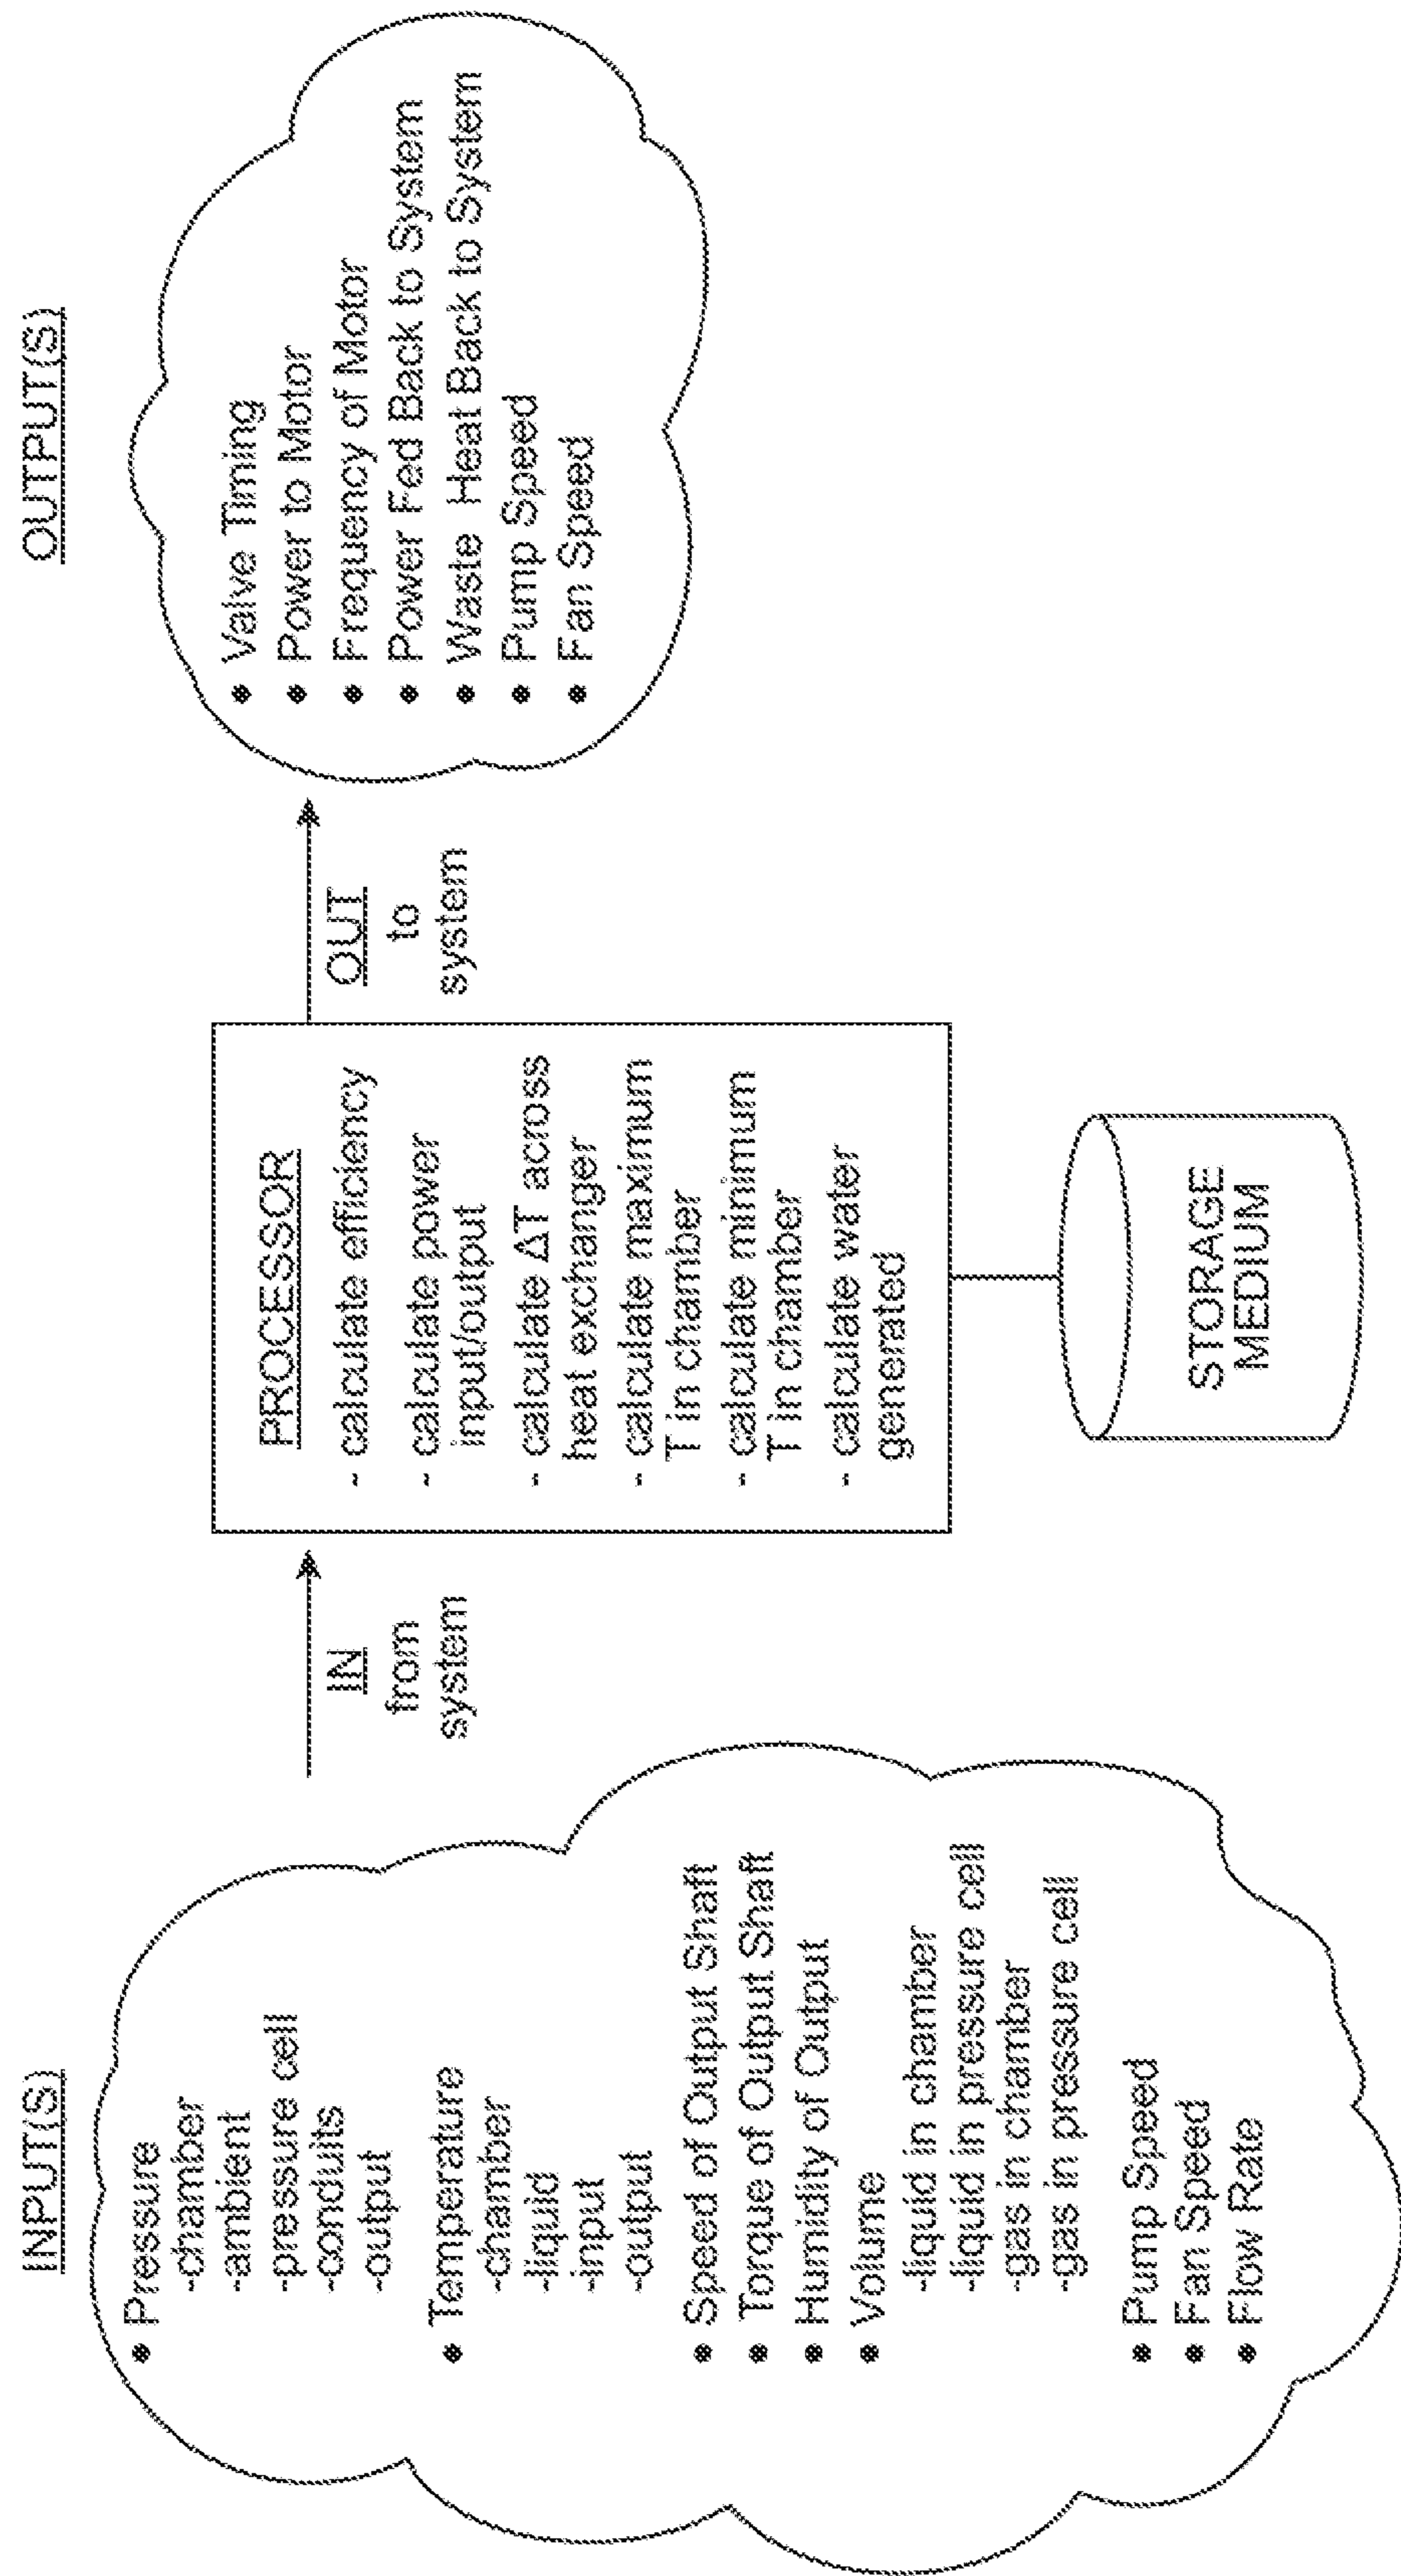 INPUT(S)
• Pressure
-chamber
-ambient
-pressure cell
-conduits
-output
• Temperature
-chamber
-liquid
-input
-output
• Speed of Output Shaft
• Torque of Output Shaft
• Humidity of Output
• Volume
-liquid in chamber
-liquid in pressure cell
-gas in chamber
-gas in pressure cell
• Pump Speed
• Fan Speed
• Flow Rate
IN
from
system
PROCESSOR
- calculate efficiency
- calculate power
input/output
- calculate ΔT across
heat exchanger
- calculate maximum
T in chamber
- calculate minimum
T in chamber
- calculate water
generated
STORAGE
MEDIUM
OUT
to
system
OUTPUT(S)
• Valve Timing
• Power to Motor
• Frequency of Motor
• Power Fed Back to System
• Waste Heat Back to System
• Pump Speed
• Fan Speed